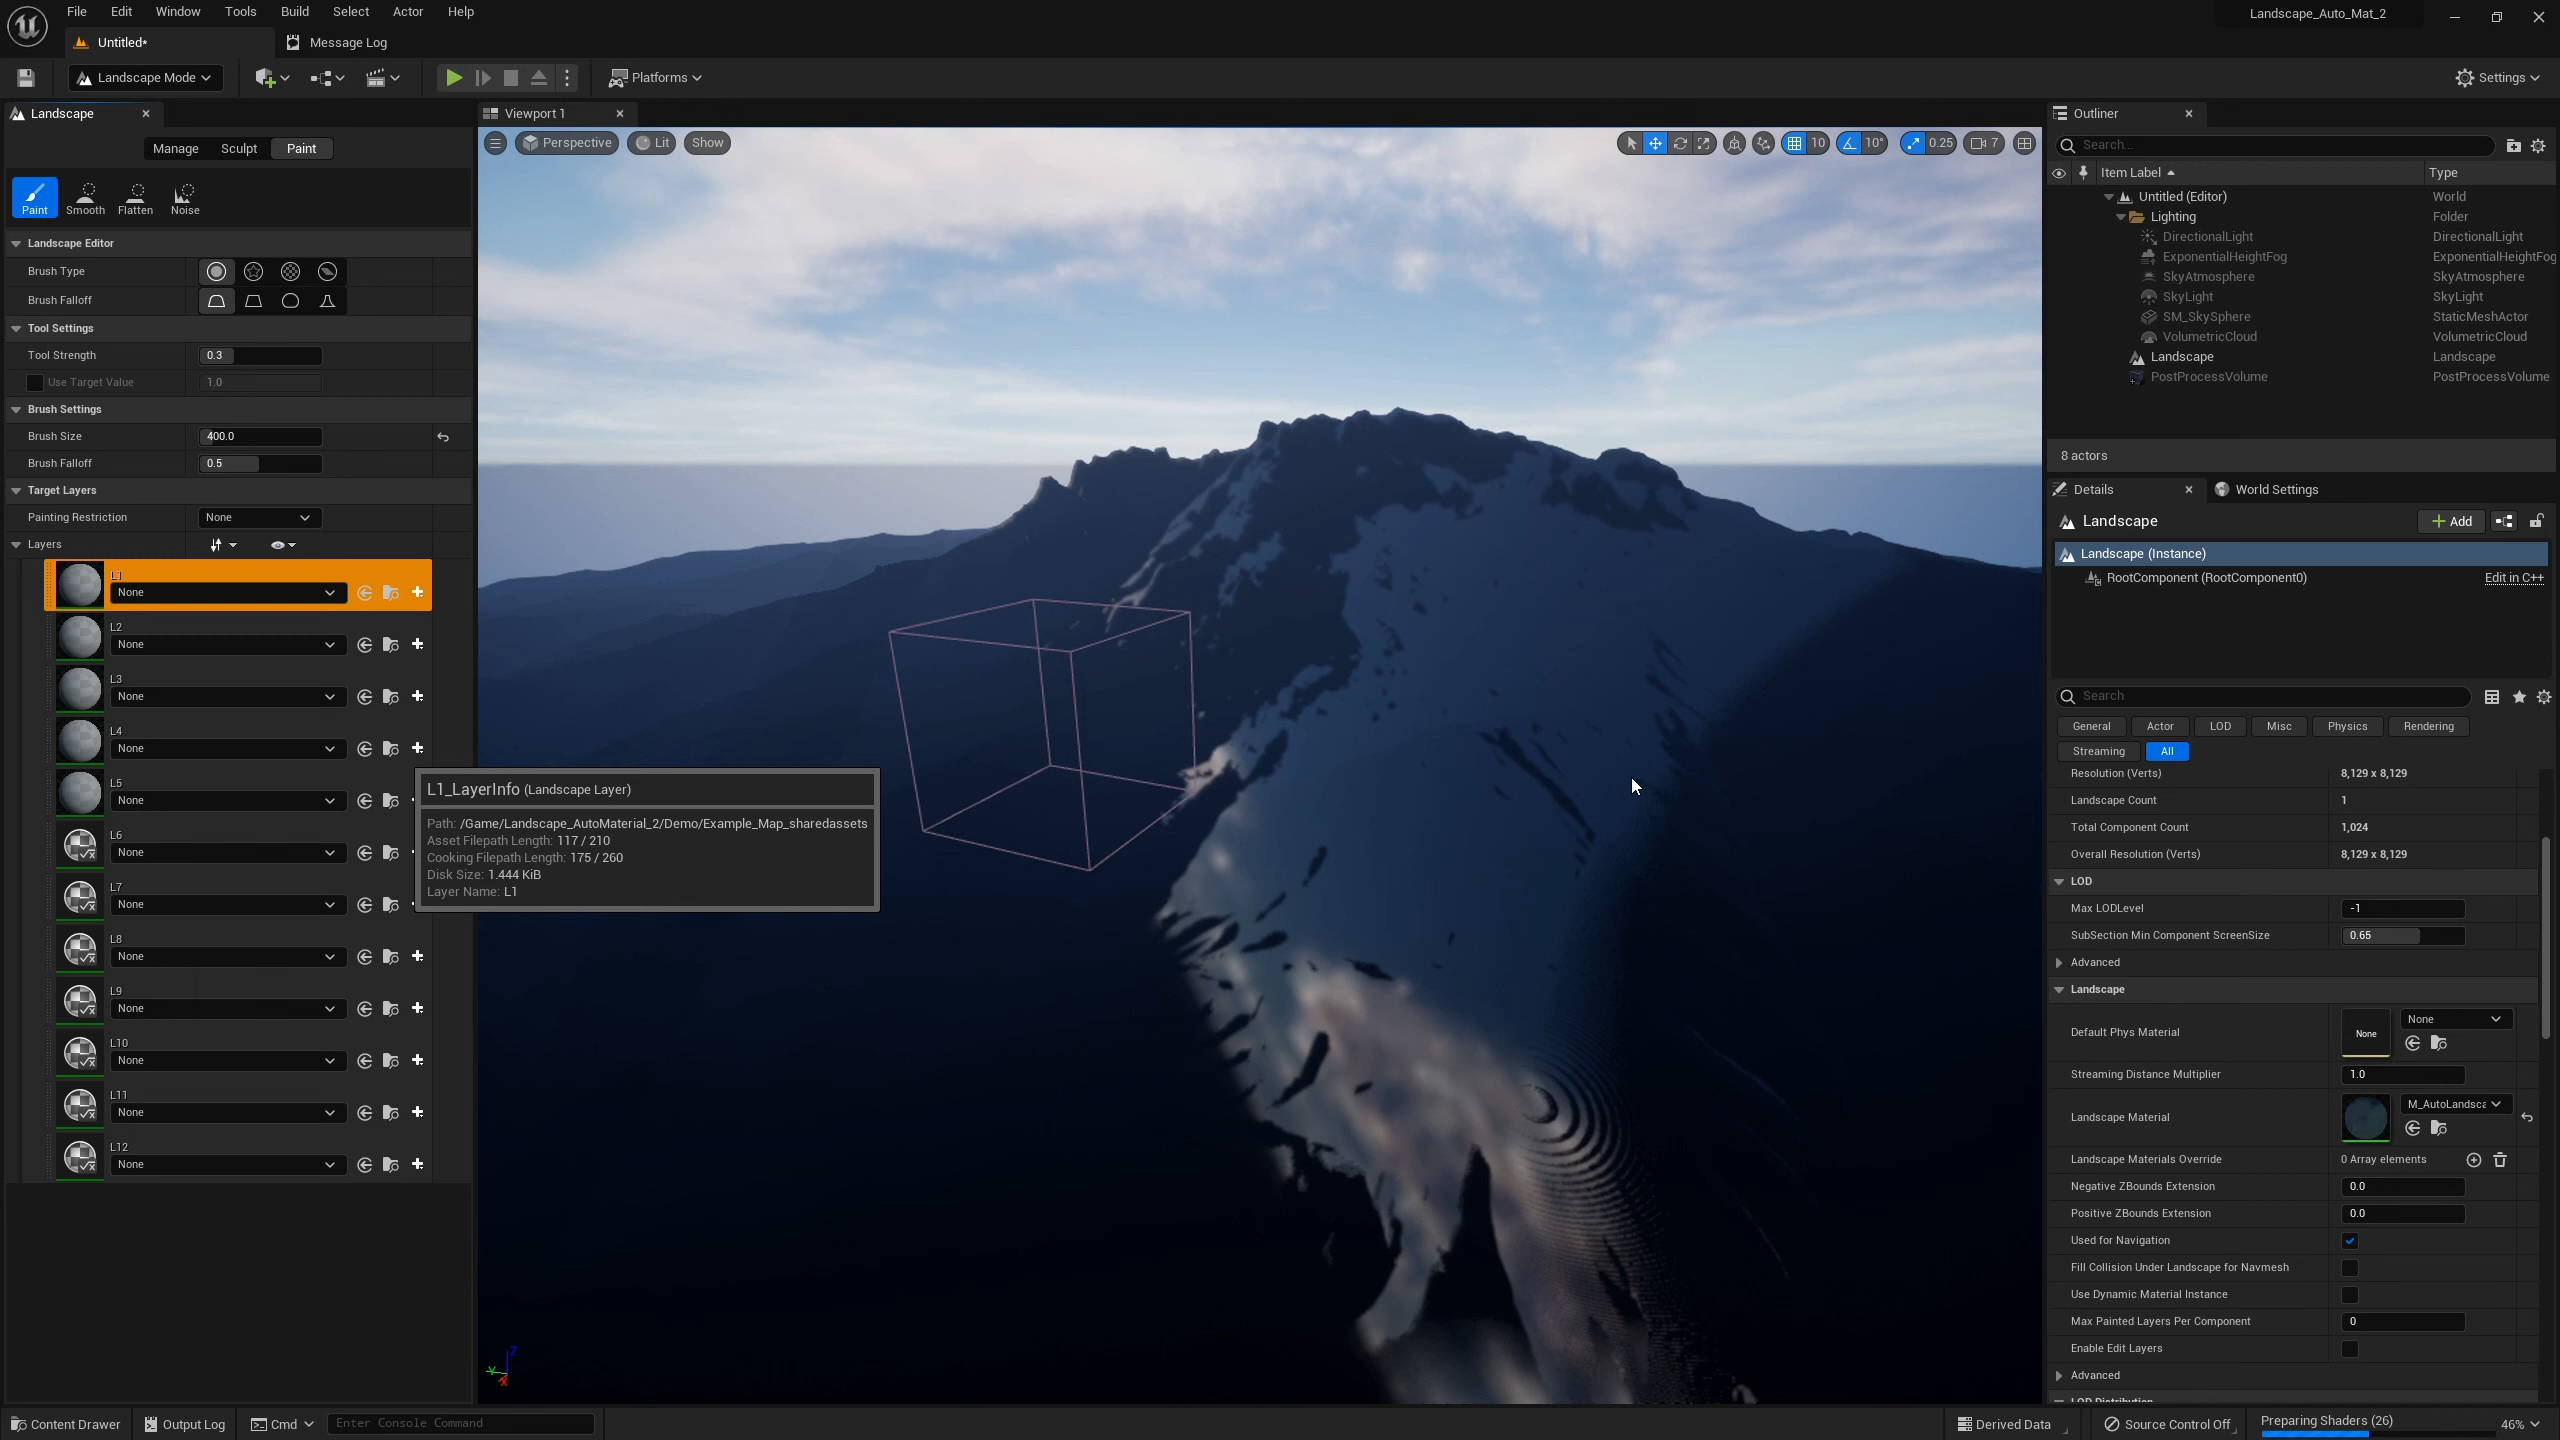 File Edit Window Tools Build Select Actor Help
Landscape_Auto_Mat_2
Untitled*
Message Log
Landscape Mode
Platforms
Settings
Landscape
Manage Sculpt Paint
Paint Smooth Flatten Noise
Landscape Editor
Brush Type
Brush Falloff
Tool Settings
Tool Strength 0.3
Use Target Value 1.0
Brush Settings
Brush Size 400.0
Brush Falloff 0.5
Target Layers
Painting Restriction None
Layers
L1
None
L2
None
L3
None
L4
None
L5
None
L6
None
L7
None
L8
None
L9
None
L10
None
L11
None
L12
None
Viewport 1
Perspective Lit Show
10 10° 0.25 7
L1_LayerInfo (Landscape Layer)
Path: /Game/Landscape_AutoMaterial_2/Demo/Example_Map_sharedassets
Asset Filepath Length: 117 / 210
Cooking Filepath Length: 175 / 260
Disk Size: 1.444 KiB
Layer Name: L1
Z
Y
X
Outliner
Search...
Item Label Type
Untitled (Editor) World
Lighting Folder
DirectionalLight DirectionalLight
ExponentialHeightFog ExponentialHeightFog
SkyAtmosphere SkyAtmosphere
SkyLight SkyLight
SM_SkySphere StaticMeshActor
VolumetricCloud VolumetricCloud
Landscape Landscape
PostProcessVolume PostProcessVolume
8 actors
Details
World Settings
Landscape
Add
Landscape (Instance)
RootComponent (RootComponent0) Edit in C++
Search
General Actor LOD Misc Physics Rendering
Streaming All
Resolution (Verts) 8,129 x 8,129
Landscape Count 1
Total Component Count 1,024
Overall Resolution (Verts) 8,129 x 8,129
LOD
Max LODLevel -1
SubSection Min Component ScreenSize 0.65
Advanced
Landscape
Default Phys Material None None
Streaming Distance Multiplier 1.0
Landscape Material M_AutoLandsca
Landscape Materials Override 0 Array elements
Negative ZBounds Extension 0.0
Positive ZBounds Extension 0.0
Used for Navigation
Fill Collision Under Landscape for Navmesh
Use Dynamic Material Instance
Max Painted Layers Per Component 0
Enable Edit Layers
Advanced
LOD Distribution
Content Drawer
Output Log
Cmd
Enter Console Command
Derived Data
Source Control Off
Preparing Shaders (26) 46%